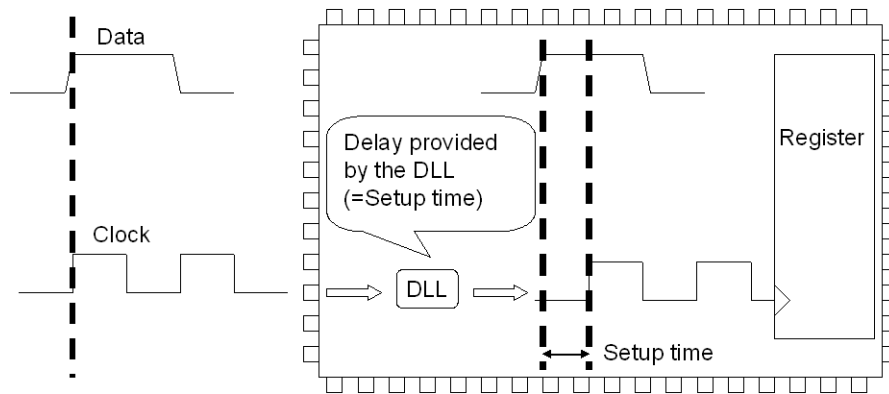 Data
Clock
Delay provided
by the DLL
(=Setup time)
DLL
Setup time
Register